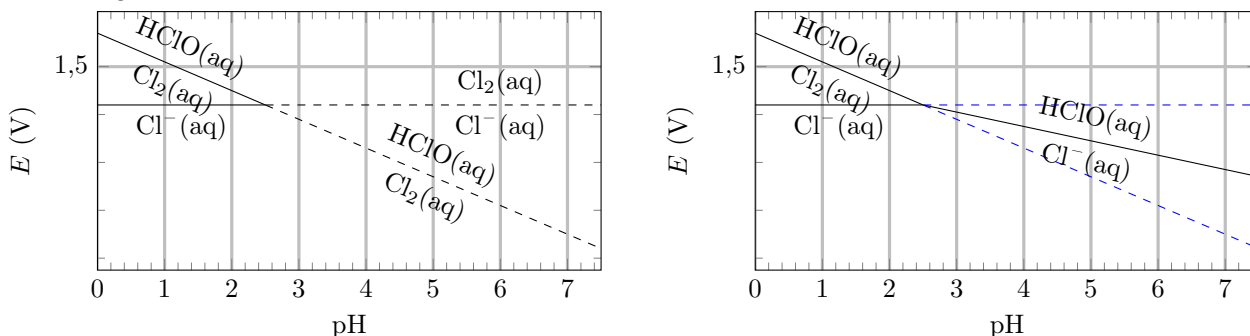 HClO(aq)
1,5
Cl₂(aq)
Cl₂(aq)
Cl⁻(aq)
Cl⁻(aq)
HClO(aq)
Cl₂(aq)
E (V)
0 1 2 3 4 5 6 7
pH
HClO(aq)
1,5
Cl₂(aq)
HClO(aq)
Cl⁻(aq)
Cl⁻(aq)
E (V)
0 1 2 3 4 5 6 7
pH